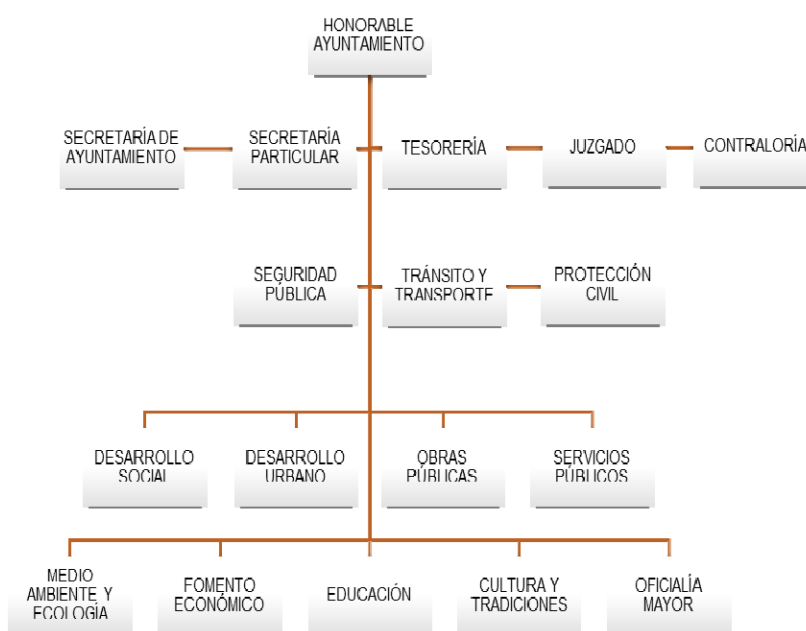 HONORABLE
AYUNTAMIENTO
SECRETARÍA DE
AYUNTAMIENTO
SECRETARÍA
PARTICULAR
TESORERÍA
JUZGADO
CONTRALORÍA
SEGURIDAD
PÚBLICA
TRÁNSITO Y
TRANSPORTE
PROTECCIÓN
CIVIL
DESARROLLO
SOCIAL
DESARROLLO
URBANO
OBRAS
PÚBLICAS
SERVICIOS
PÚBLICOS
MEDIO
AMBIENTE Y
ECOLOGÍA
FOMENTO
ECONÓMICO
EDUCACIÓN
CULTURA Y
TRADICIONES
OFICIALÍA
MAYOR